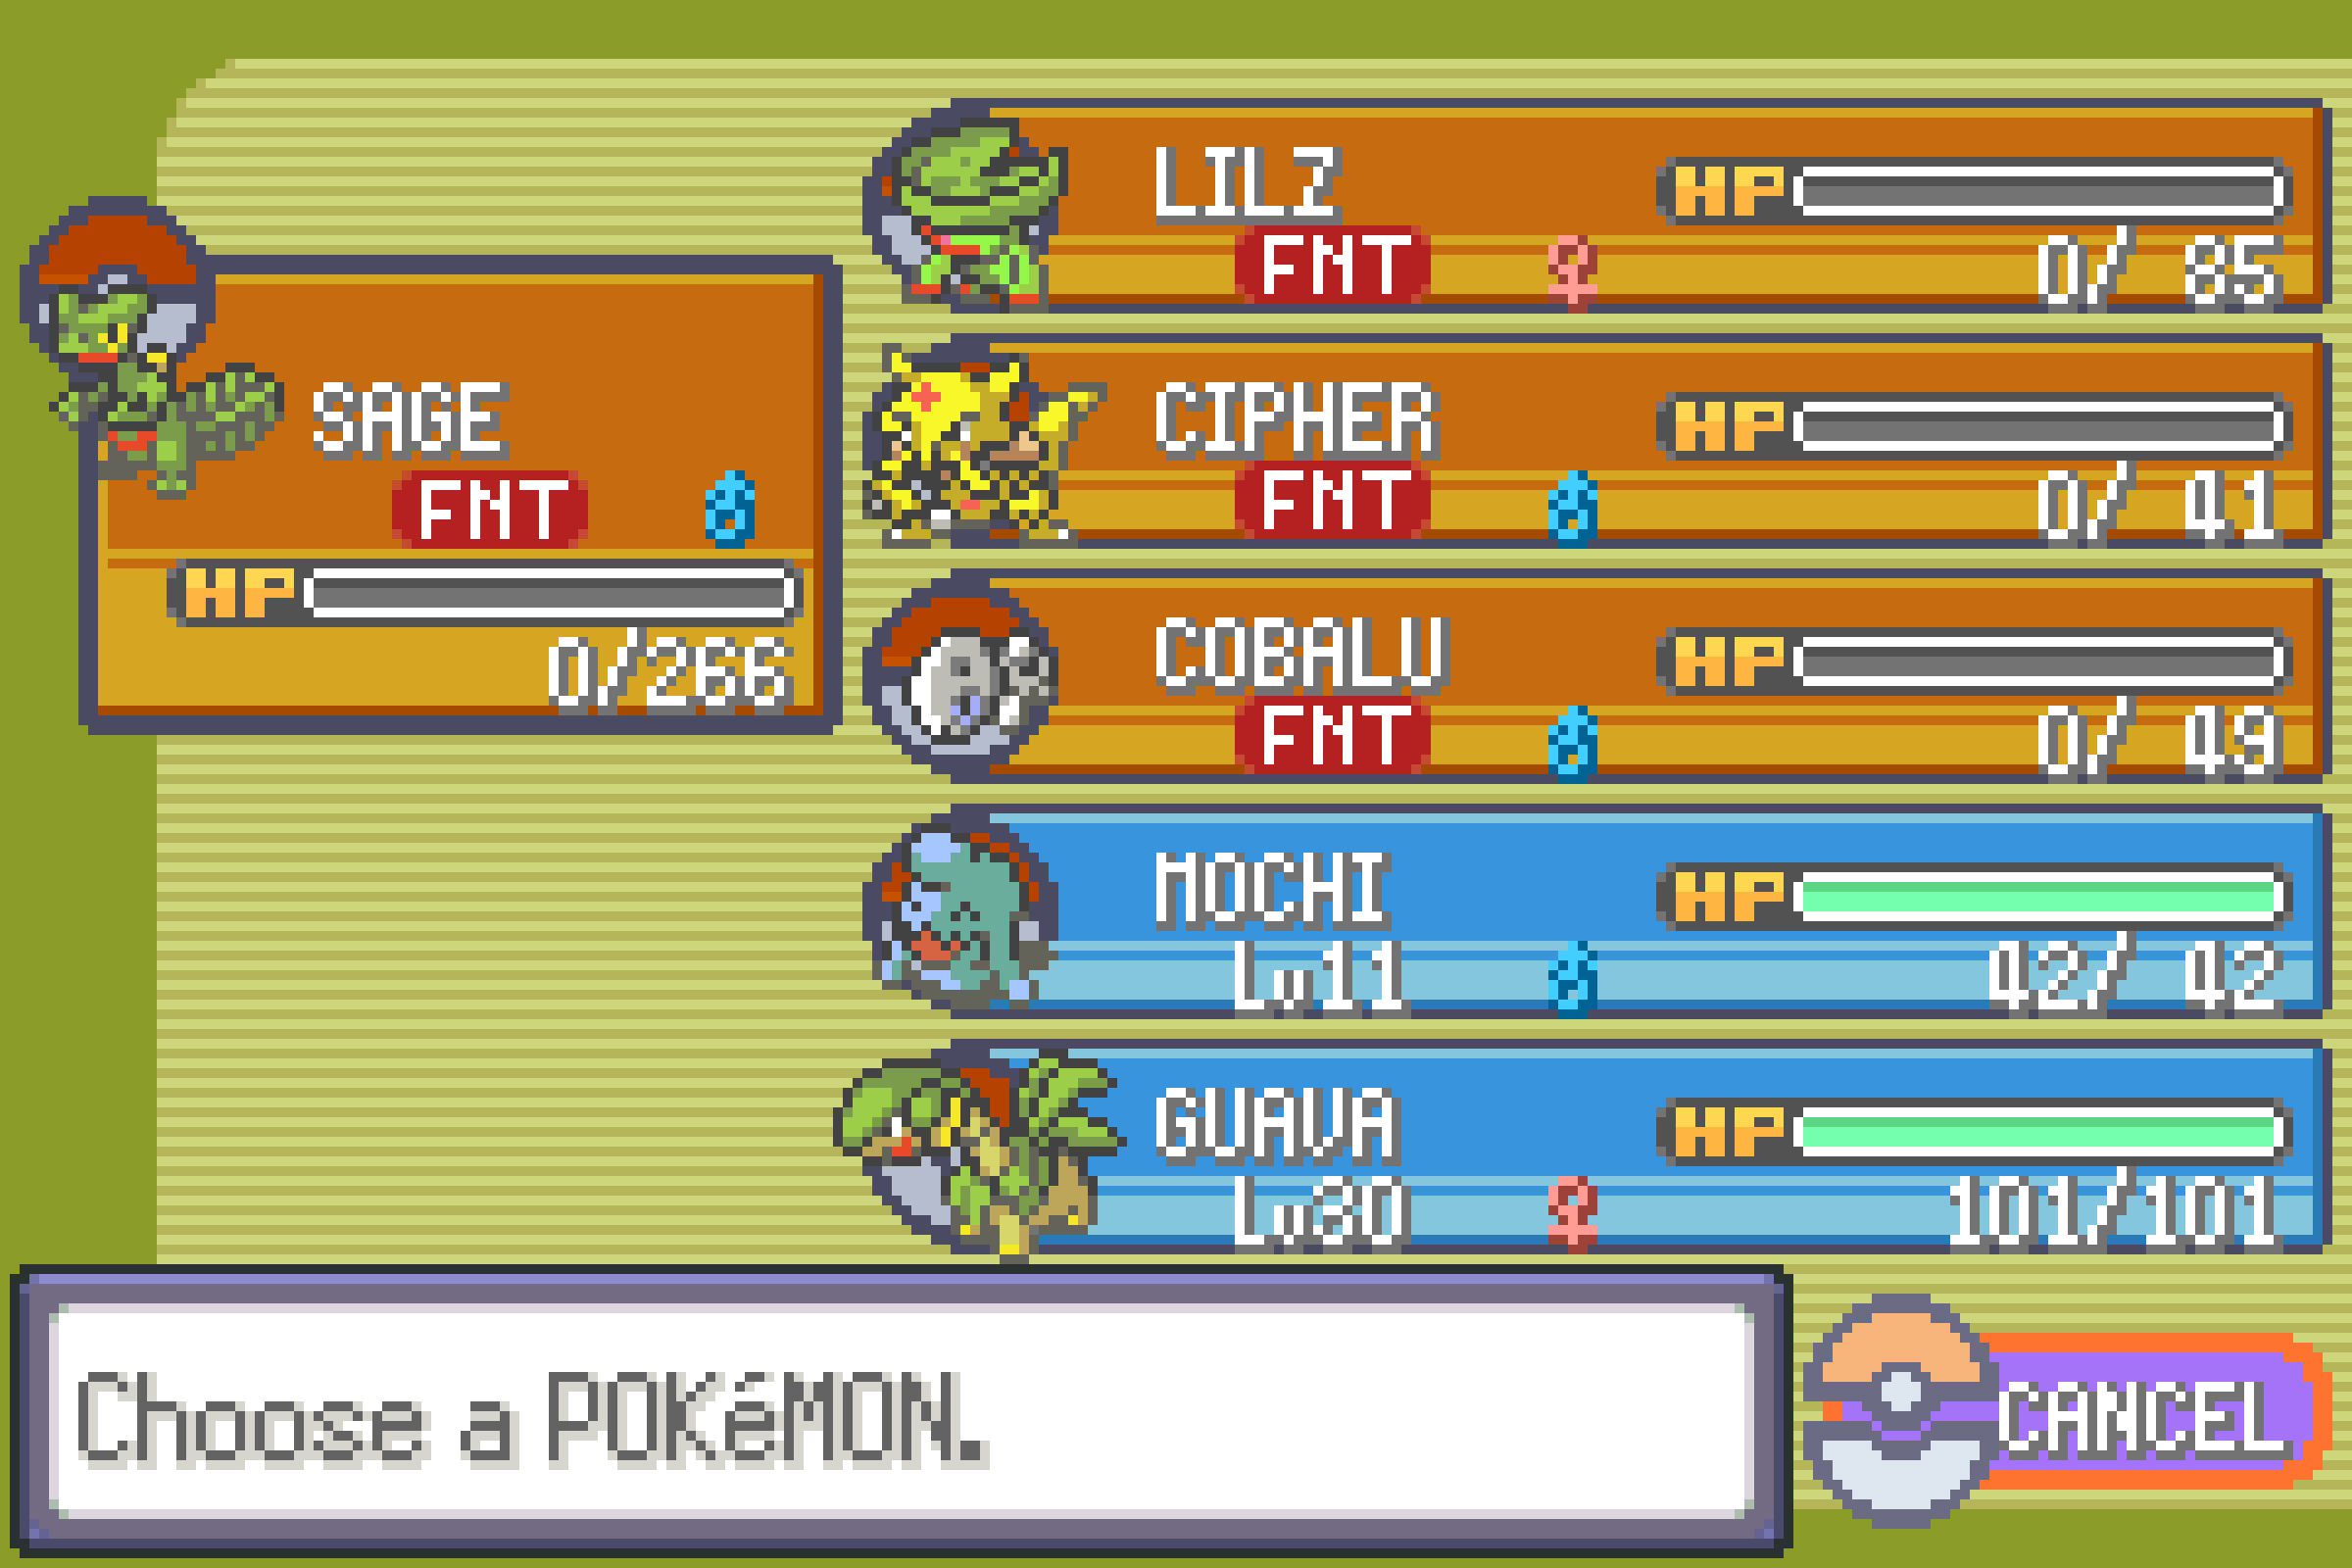 SAGE
FNT ♂
HP
0/266
LILZ
HP
FNT ♀
0/ 85
CIPHER
HP
FNT ♂
0/ 41
COBALU
HP
FNT ♂
0/ 49
MOCHI
HP
Lv11 ♂
42/ 42
GUAVA
HP
Lv30 ♀
101/101
Choose a POKéMON.
CANCEL